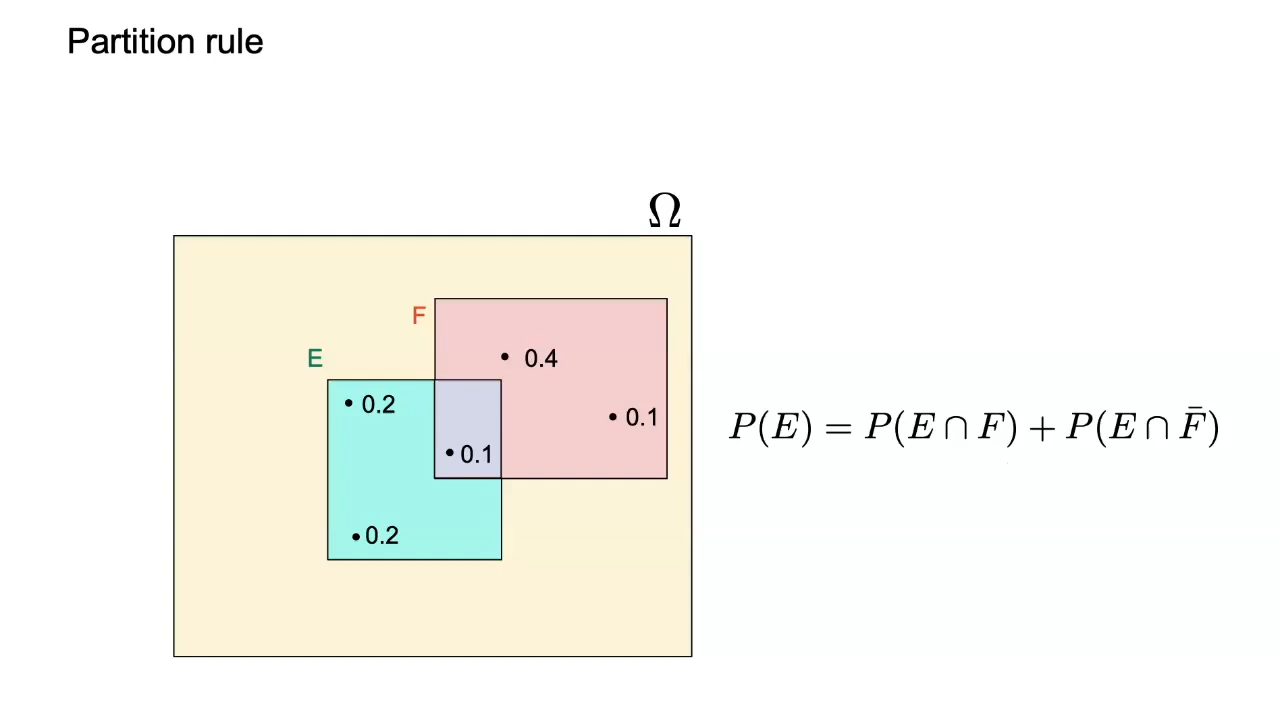 Partition rule
Ω
F
E
0.4
0.2
0.1
P(E) = P(E ∩ F) + P(E ∩ F̄)
0.1
0.2